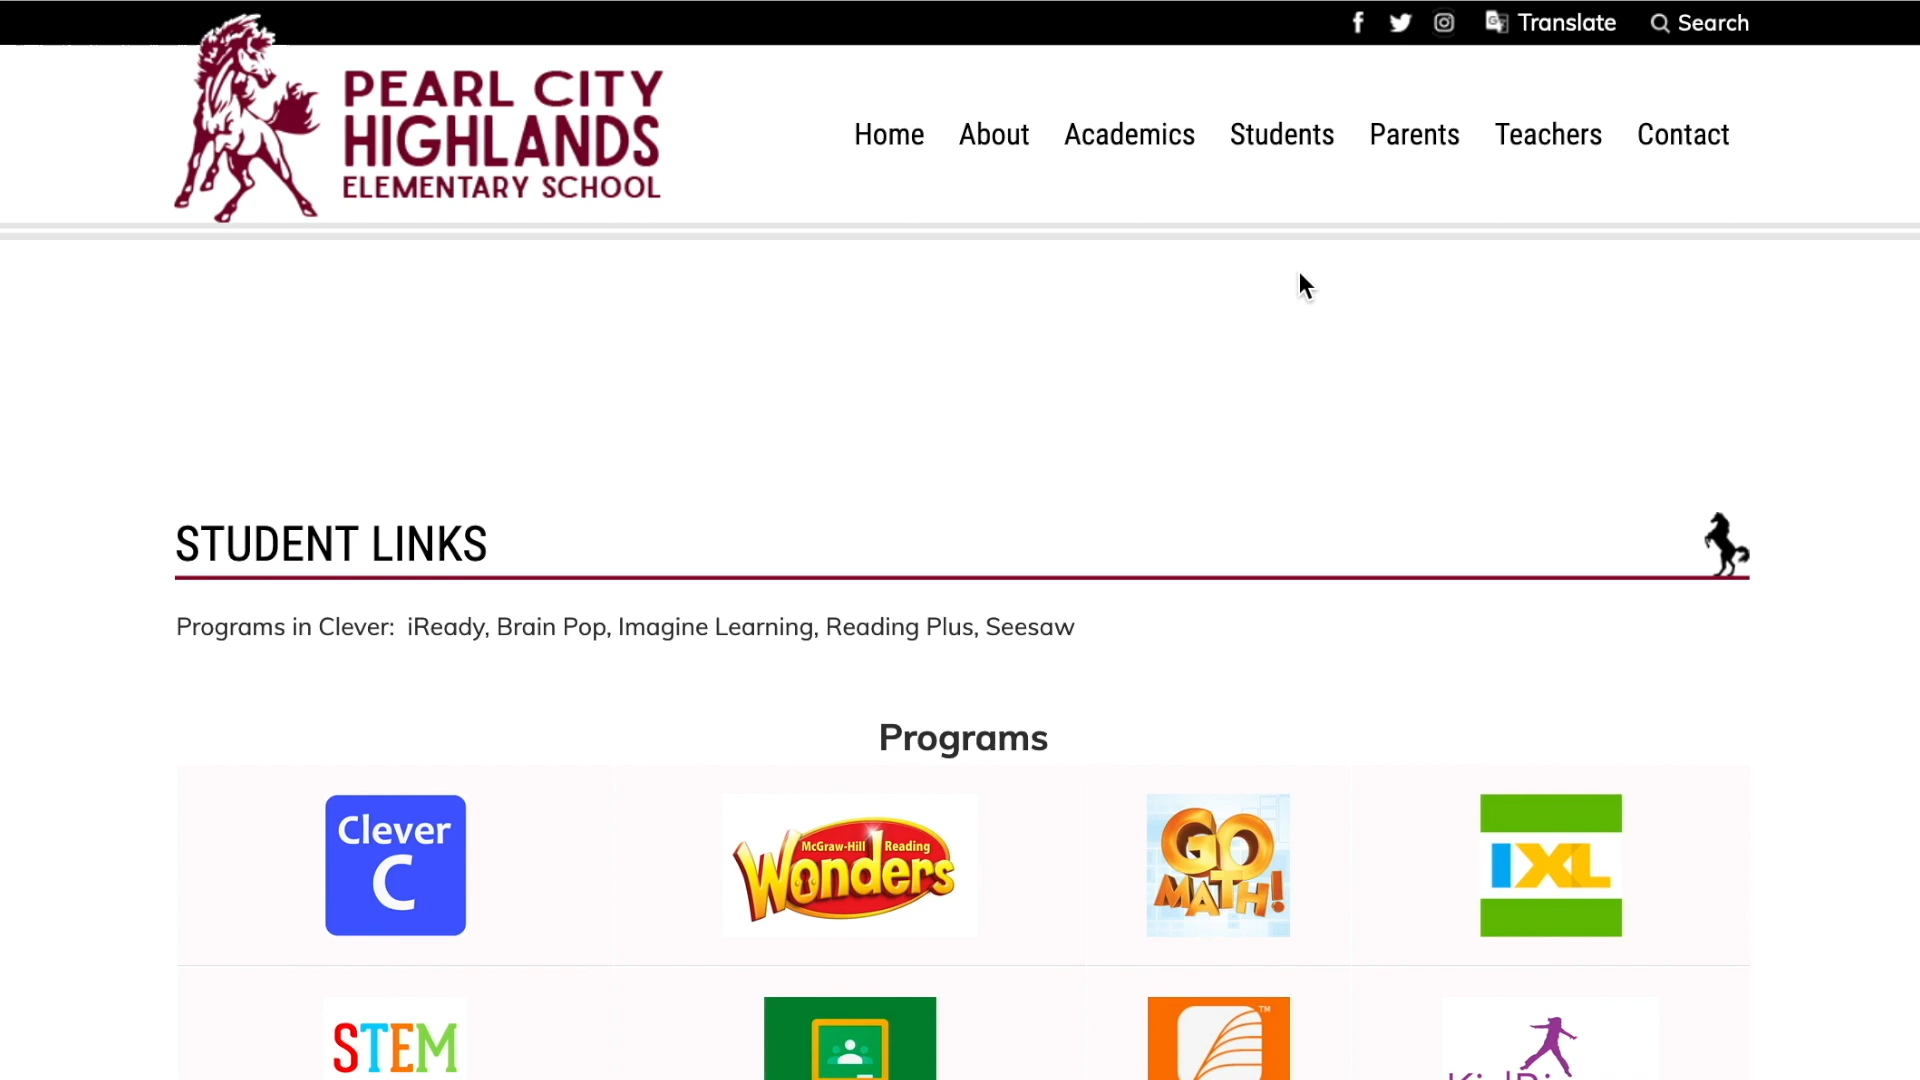 Translate
Search
PEARL CITY
HIGHLANDS
ELEMENTARY SCHOOL
Home About Academics Students Parents Teachers Contact
STUDENT LINKS
Programs in Clever: iReady, Brain Pop, Imagine Learning, Reading Plus, Seesaw
Programs
Clever
C
McGraw-Hill Reading
Wonders
GO
MATH!
IXL
STEM
TM